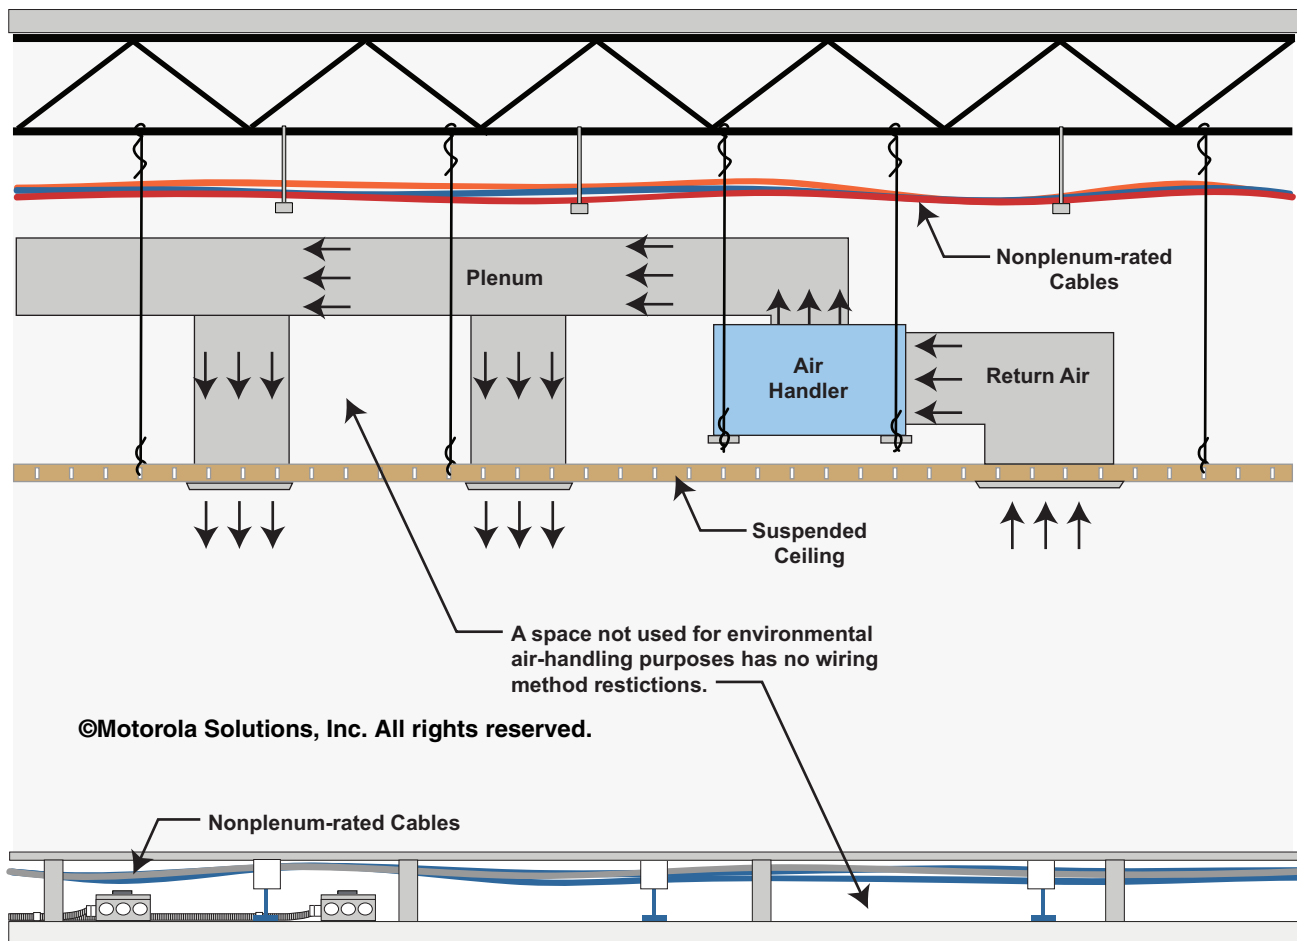 Nonplenum-rated
Cables
Plenum
Air
Handler
Return Air
Suspended
Ceiling
A space not used for environmental
air-handling purposes has no wiring
method restictions.
©Motorola Solutions, Inc. All rights reserved.
Nonplenum-rated Cables